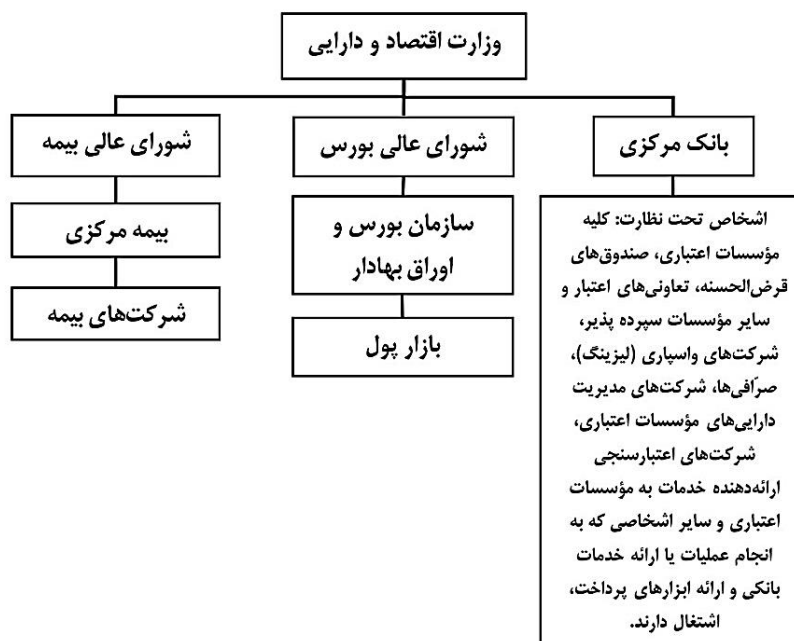 وزارت اقتصاد و دارایی
بانک مرکزی
شورای عالی بورس
شورای عالی بیمه
اشخاص تحت نظارت: کلیه
مؤسسات اعتباری، صندوق‌های
قرض‌الحسنه، تعاونی‌های اعتبار و
سایر مؤسسات سپرده پذیر،
شرکت‌های واسپاری (لیزینگ)،
صرّافی‌ها، شرکت‌های مدیریت
دارایی‌های مؤسسات اعتباری،
شرکت‌های اعتبارسنجی
ارائه‌دهنده خدمات به مؤسسات
اعتباری و سایر اشخاصی که به
انجام عملیات یا ارائه خدمات
بانکی و ارائه ابزارهای پرداخت،
اشتغال دارند.
سازمان بورس و
اوراق بهادار
بازار پول
بیمه مرکزی
شرکت‌های بیمه